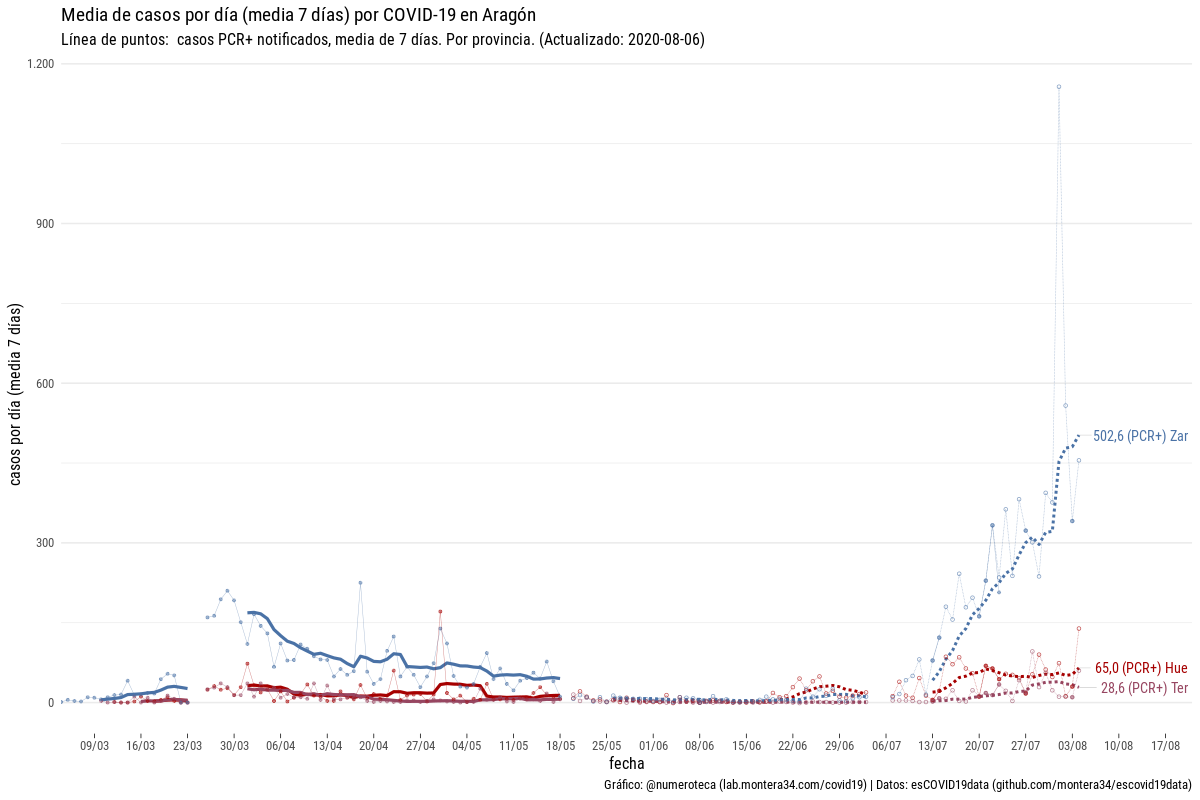 Media de casos por día (media 7 días) por COVID-19 en Aragón
Línea de puntos:  casos PCR+ notificados, media de 7 días. Por provincia. (Actualizado: 2020-08-06)
casos por día (media 7 días)
1.200
900
600
300
0
502,6 (PCR+) Zar
65,0 (PCR+) Hue
28,6 (PCR+) Ter
09/03 16/03 23/03 30/03 06/04 13/04 20/04 27/04 04/05 11/05 18/05 25/05 01/06 08/06 15/06 22/06 29/06 06/07 13/07 20/07 27/07 03/08 10/08 17/08
fecha
Gráfico: @numeroteca (lab.montera34.com/covid19) | Datos: esCOVID19data (github.com/montera34/escovid19data)